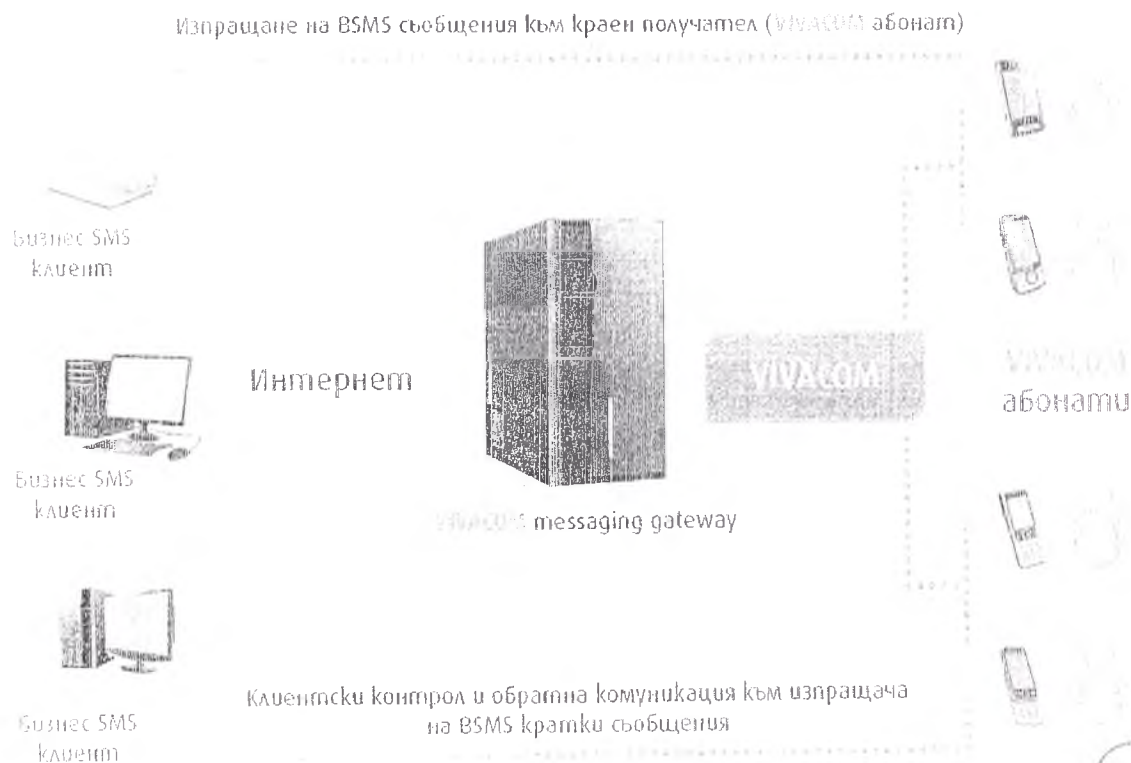 Изпращане на BSMS съобщения към краен получател (VIVACOM абонат)
Бизнес SMS
клиент
Бизнес SMS
клиент
Интернет
VIVACOM
VIVACOM
абонати
VIVACOM messaging gateway
Клиентски контрол и обратна комуникация към изпращача
на BSMS кратки съобщения
Бизнес SMS
клиент